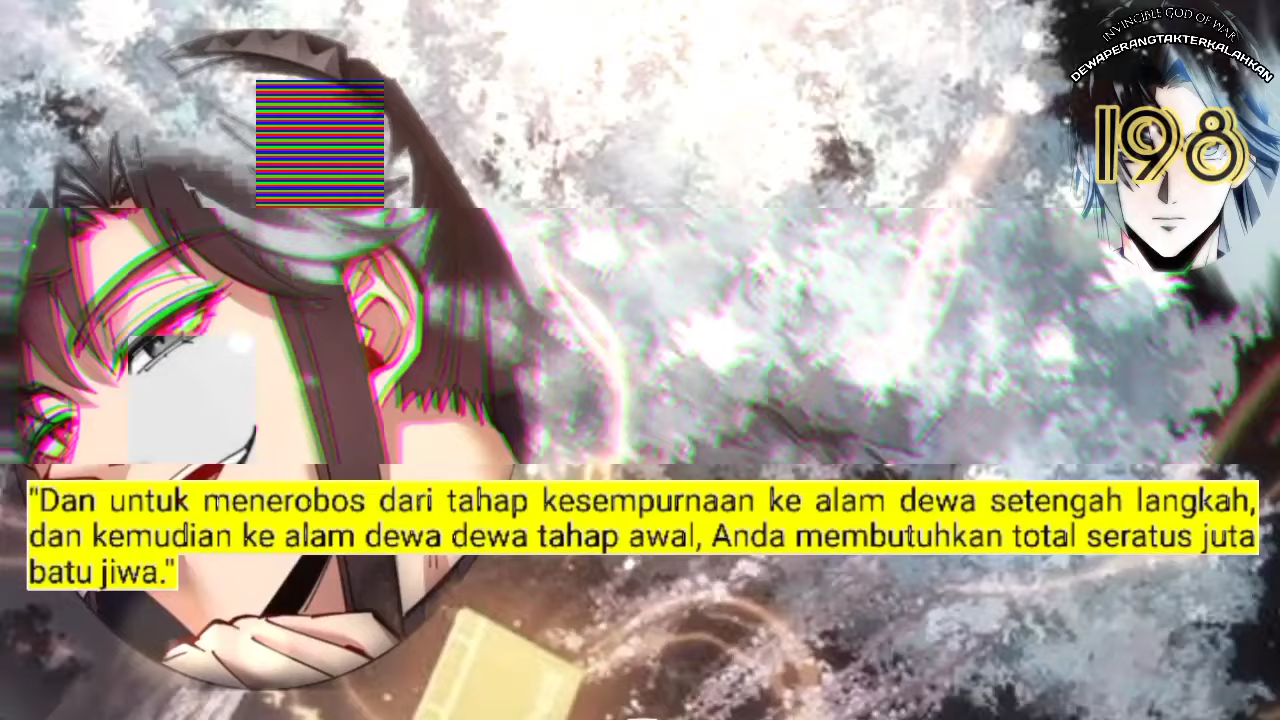 INVINCIBLE GOD OF WAR
DEWAPERANGTAKTERKALAHKAN
198
"Dan untuk menerobos dari tahap kesempurnaan ke alam dewa setengah langkah,
dan kemudian ke alam dewa dewa tahap awal, Anda membutuhkan total seratus juta
batu jiwa."